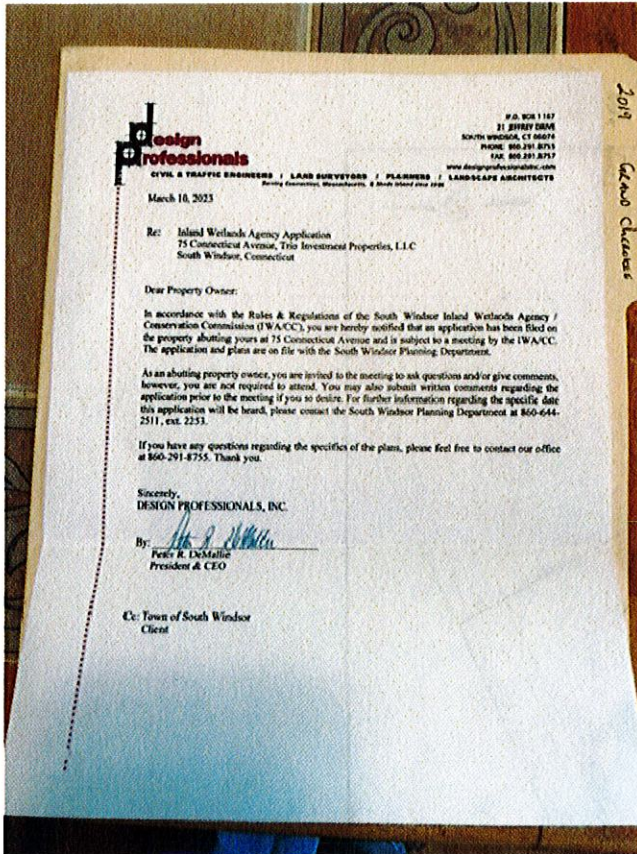 design
Professionals
P.O. BOX 1167
21 JEFFREY DRIVE
SOUTH WINDSOR, CT 06074
PHONE 860.291.8755
FAX 860.291.8757
www.designprofessionalsinc.com
CIVIL & TRAFFIC ENGINEERS / LAND SURVEYORS / PLANNERS / LANDSCAPE ARCHITECTS
Serving Connecticut, Massachusetts, & Rhode Island since
March 10, 2023
Re: Inland Wetlands Agency Application
75 Connecticut Avenue, Trio Investment Properties, LLC
South Windsor, Connecticut
Dear Property Owner:
In accordance with the Rules & Regulations of the South Windsor Inland Wetlands Agency /
Conservation Commission (IWA/CC), you are hereby notified that an application has been filed on
the property abutting yours at 75 Connecticut Avenue and is subject to a meeting by the IWA/CC.
The application and plans are on file with the South Windsor Planning Department.
As an abutting property owner, you are invited to the meeting to ask questions and/or give comments,
however, you are not required to attend. You may also submit written comments regarding the
application prior to the meeting if you so desire. For further information regarding the specific date
this application will be heard, please contact the South Windsor Planning Department at 860-644-
2511, ext. 2253.
If you have any questions regarding the specifics of the plans, please feel free to contact our office
at 860-291-8755. Thank you.
Sincerely,
DESIGN PROFESSIONALS, INC.
By:
Peter R. DeMallie
President & CEO
Cc: Town of South Windsor
Client
2019 GRAND Cherokee